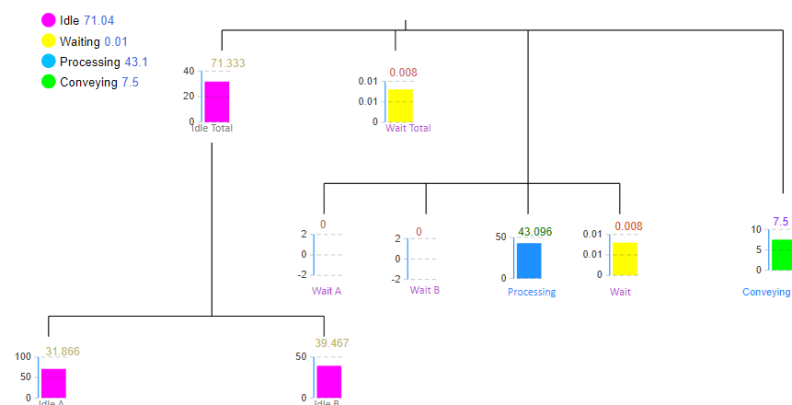 Idle 71.04
Waiting 0.01
Processing 43.1
Conveying 7.5
71.333
40
20
0
Idle Total
0.008
0.01
0.01
0
Wait Total
0
2
0
-2
Wait A
0
2
0
-2
Wait B
43.096
50
0
Processing
0.008
0.01
0.01
0
Wait
7.5
10
5
0
Conveying
31.866
100
50
0
Idle A
39.467
50
0
Idle B